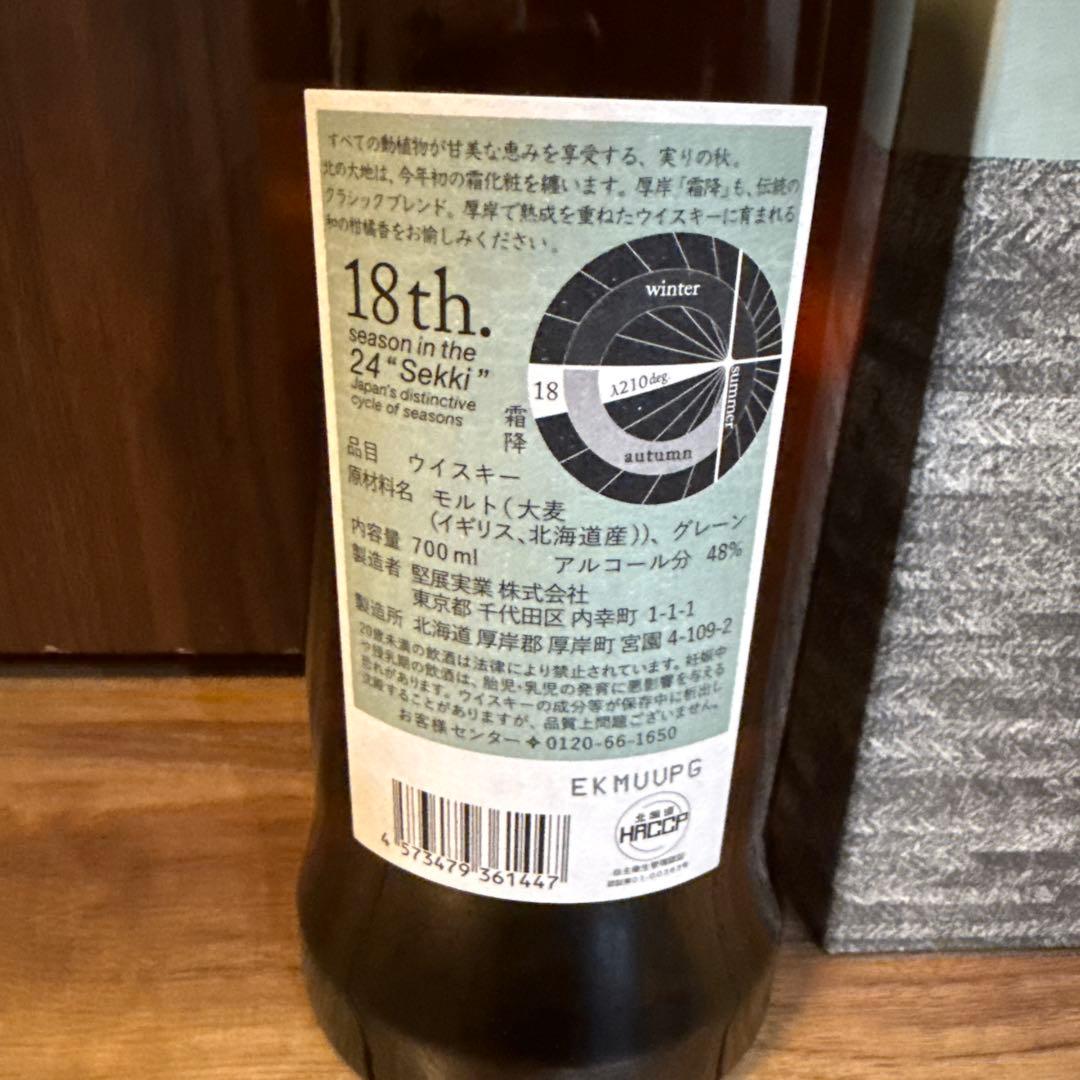 すべての動植物が甘美な恵みを享受する、実りの秋。
北の大地は、今年初の霜化粧を纏います。厚岸「霜降」も、伝統の
クラシックブレンド。厚岸で熟成を重ねたウイスキーに育まれる
和の柑橘香をお愉しみください。
18th.
season in the
24 “Sekki”
Japan's distinctive
cycle of seasons
霜降
winter
summer
autumn
18
λ210deg.
品目 ウイスキー
原材料名 モルト(大麦
(イギリス、北海道産))、グレーン
内容量 700ml アルコール分 48%
製造者 堅展実業 株式会社
東京都 千代田区 内幸町 1-1-1
製造所 北海道 厚岸郡 厚岸町 宮園 4-109-2
20歳未満の飲酒は法律により禁止されています。妊娠中
や授乳期の飲酒は、胎児・乳児の発育に悪影響を与える
恐れがあります。ウイスキーの成分等が保存中に析出し
沈殿することがありますが、品質上問題ございません。
お客様センター✦0120-66-1650
EKMUUPG
北海道
HACCP
自主衛生管理認証
4 573479 361447